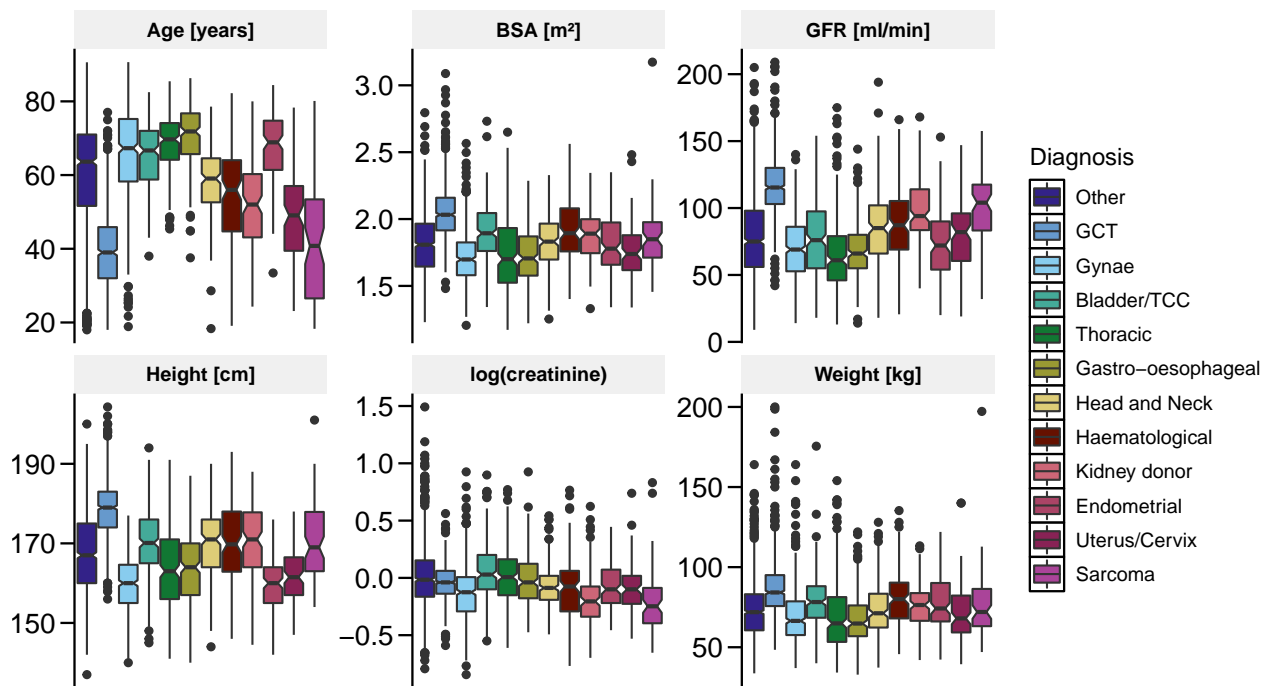 Age [years]
BSA [m²]
GFR [ml/min]
80
60
40
20
3.0
2.5
2.0
1.5
200
150
100
50
0
Height [cm]
log(creatinine)
Weight [kg]
190
170
150
1.5
1.0
0.5
0.0
−0.5
200
150
100
50
Diagnosis
Other
GCT
Gynae
Bladder/TCC
Thoracic
Gastro−oesophageal
Head and Neck
Haematological
Kidney donor
Endometrial
Uterus/Cervix
Sarcoma